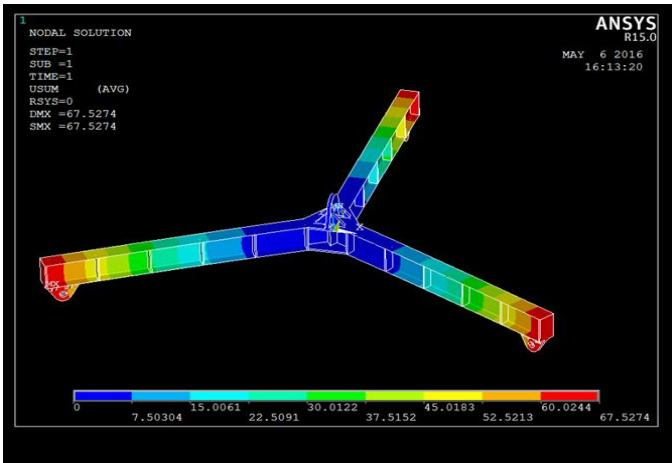 1
NODAL SOLUTION
STEP=1
SUB =1
TIME=1
USUM (AVG)
RSYS=0
DMX =67.5274
SMX =67.5274
ANSYS
R15.0
MAY 6 2016
16:13:20
MN
X
MX
0 15.0061 30.0122 45.0183 60.0244
7.50304 22.5091 37.5152 52.5213 67.5274